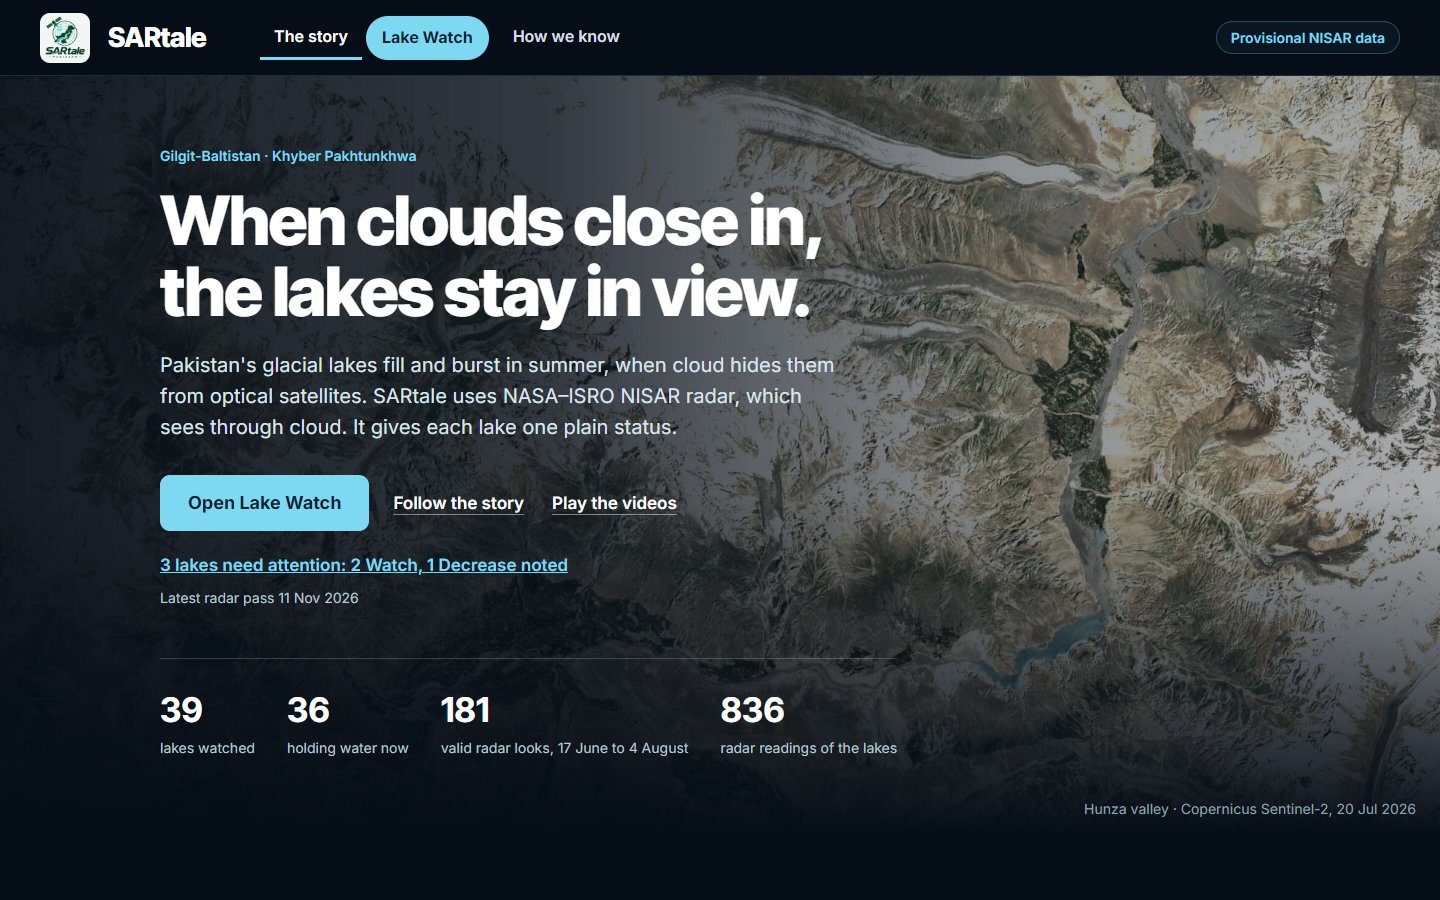 SARtale
SARtale
The story
Lake Watch
How we know
Provisional NISAR data
Gilgit-Baltistan · Khyber Pakhtunkhwa
When clouds close in,
the lakes stay in view.
Pakistan's glacial lakes fill and burst in summer, when cloud hides them
from optical satellites. SARtale uses NASA–ISRO NISAR radar, which
sees through cloud. It gives each lake one plain status.
Open Lake Watch
Follow the story
Play the videos
3 lakes need attention: 2 Watch, 1 Decrease noted
Latest radar pass 11 Nov 2026
39
lakes watched
36
holding water now
181
valid radar looks, 17 June to 4 August
836
radar readings of the lakes
Hunza valley · Copernicus Sentinel-2, 20 Jul 2026